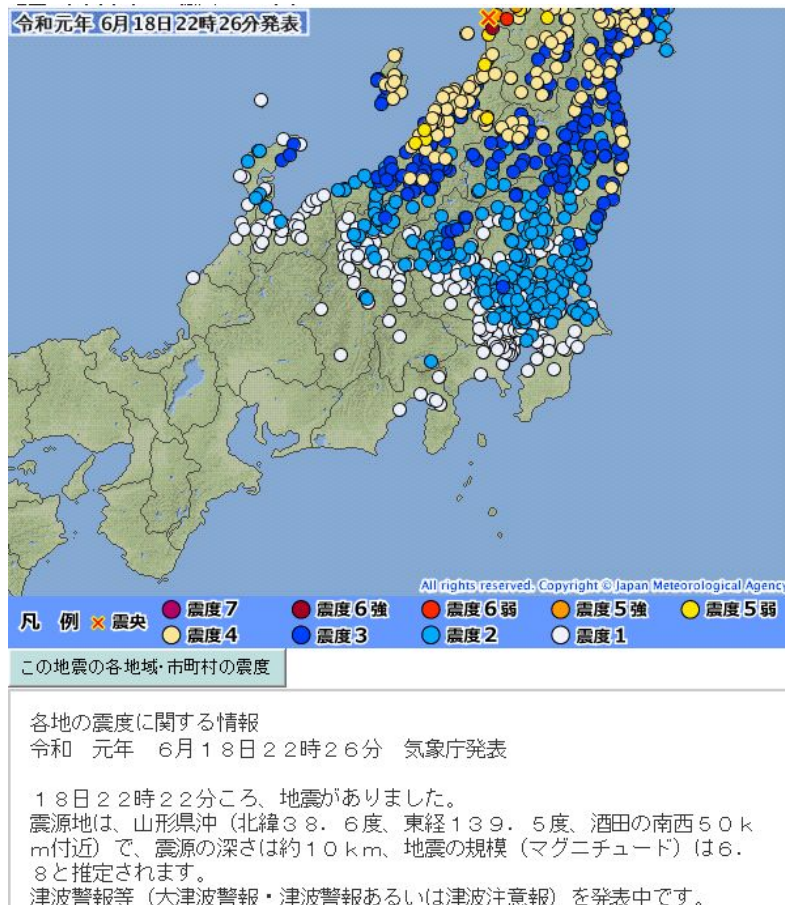 令和元年 6月18日22時26分発表
All rights reserved. Copyright © Japan Meteorological Agency
凡 例 震央 震度7 震度6強 震度6弱 震度5強 震度5弱
震度4 震度3 震度2 震度1
この地震の各地域・市町村の震度
各地の震度に関する情報
令和 元年 6月18日22時26分 気象庁発表
18日22時22分ころ、地震がありました。
震源地は、山形県沖(北緯38.6度、東経139.5度、酒田の南西50k
m付近)で、震源の深さは約10km、地震の規模(マグニチュード)は6.
8と推定されます。
津波警報等(大津波警報・津波警報あるいは津波注意報)を発表中です。